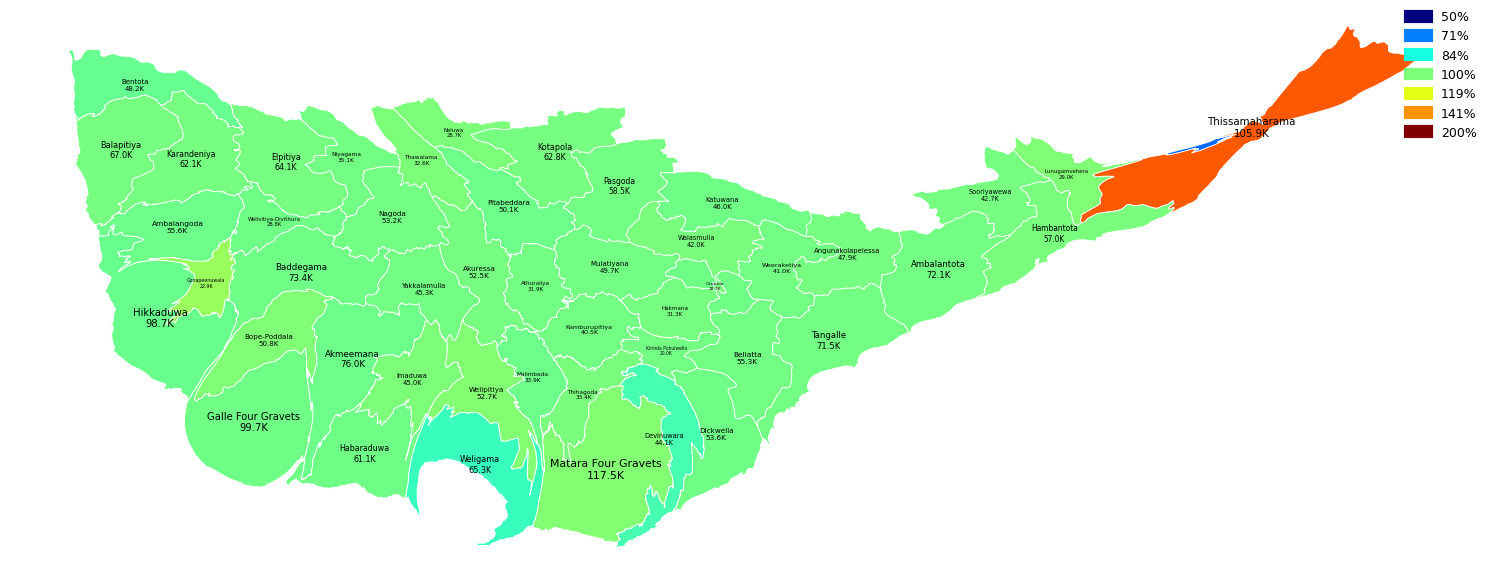 50%
71%
84%
100%
119%
141%
200%
Bentota
48.2K
Balapitiya
67.0K
Karandeniya
62.1K
Elpitiya
64.1K
Niyagama
35.1K
Thawalama
32.6K
Neluwa
28.7K
Kotapola
62.8K
Pasgoda
58.5K
Thissamaharama
105.9K
Lunugamvehera
29.0K
Sooriyawewa
42.7K
Hambantota
57.0K
Katuwana
46.0K
Pitabeddara
50.1K
Nagoda
53.2K
Welivitiya-Divithura
28.8K
Ambalangoda
55.6K
Walasmulla
42.0K
Angunakolapelessa
47.9K
Weeraketiya
41.0K
Ambalantota
72.1K
Mulatiyana
49.7K
Akuressa
52.5K
Athuraliya
31.9K
Yakkalamulla
45.3K
Baddegama
73.4K
Gonapeenuwala
22.9K
Hikkaduwa
98.7K
Hakmana
31.3K
Kamburupitiya
40.5K
Kirinda Puhulwella
20.0K
Tangalle
71.5K
Beliatta
55.3K
Bope-Poddala
50.8K
Akmeemana
76.0K
Imaduwa
45.0K
Malimbada
33.9K
Welipitiya
52.7K
Thihagoda
33.4K
Galle Four Gravets
99.7K
Habaraduwa
61.1K
Weligama
65.3K
Matara Four Gravets
117.5K
Devinuwara
44.1K
Dickwella
53.6K